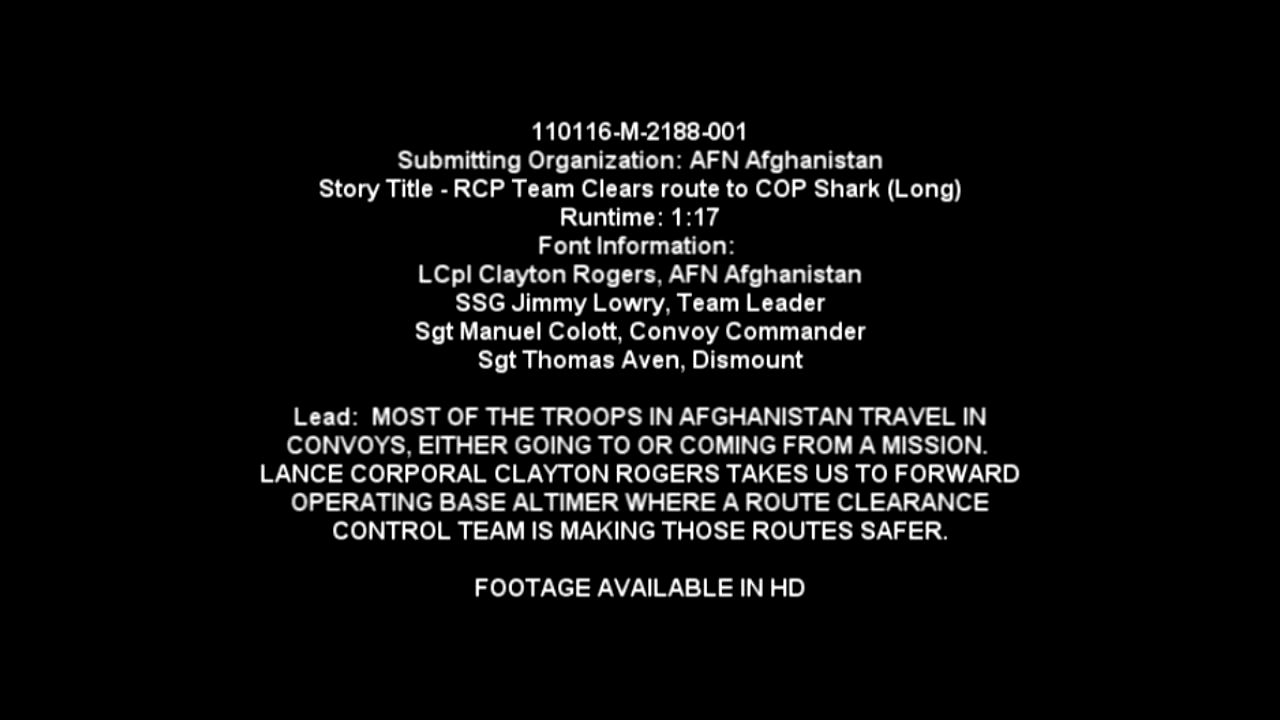 110116-M-2188-001
Submitting Organization: AFN Afghanistan
Story Title - RCP Team Clears route to COP Shark (Long)
Runtime: 1:17
Font Information:
LCpl Clayton Rogers, AFN Afghanistan
SSG Jimmy Lowry, Team Leader
Sgt Manuel Colott, Convoy Commander
Sgt Thomas Aven, Dismount
Lead:  MOST OF THE TROOPS IN AFGHANISTAN TRAVEL IN
CONVOYS, EITHER GOING TO OR COMING FROM A MISSION.
LANCE CORPORAL CLAYTON ROGERS TAKES US TO FORWARD
OPERATING BASE ALTIMER WHERE A ROUTE CLEARANCE
CONTROL TEAM IS MAKING THOSE ROUTES SAFER.
FOOTAGE AVAILABLE IN HD